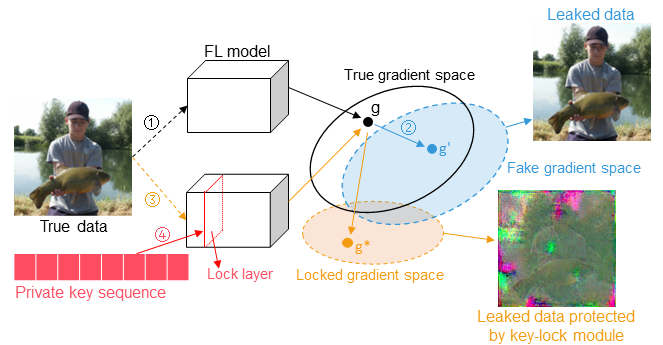 Leaked data
FL model
True gradient space
g
①
②
g'
③
Fake gradient space
True data
④
g*
Lock layer
Locked gradient space
Private key sequence
Leaked data protected
by key-lock module